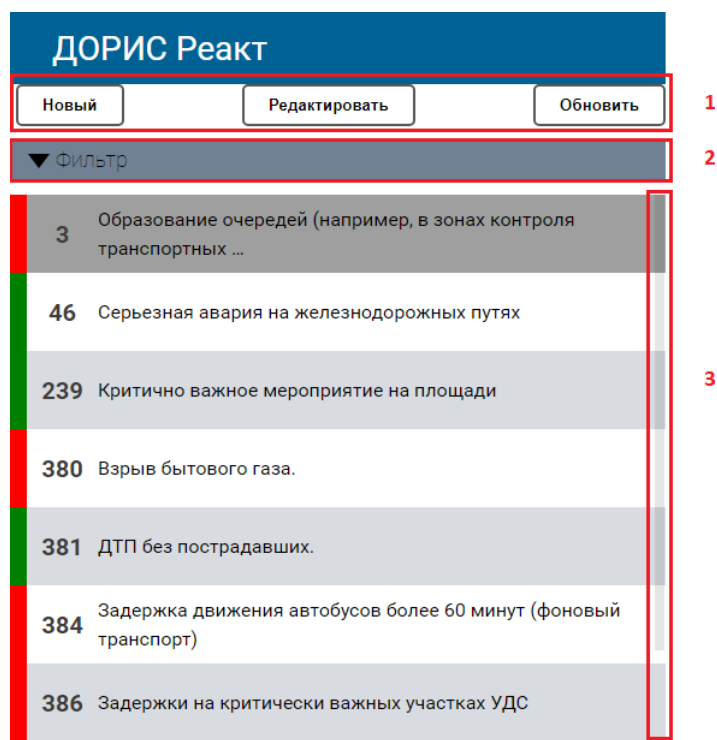 ДОРИС Реакт
Новый Редактировать Обновить 1
Фильтр 2
3 Образование очередей (например, в зонах контроля
транспортных ...
46 Серьезная авария на железнодорожных путях
239 Критично важное мероприятие на площади 3
380 Взрыв бытового газа.
381 ДТП без пострадавших.
384 Задержка движения автобусов более 60 минут (фоновый
транспорт)
386 Задержки на критически важных участках УДС